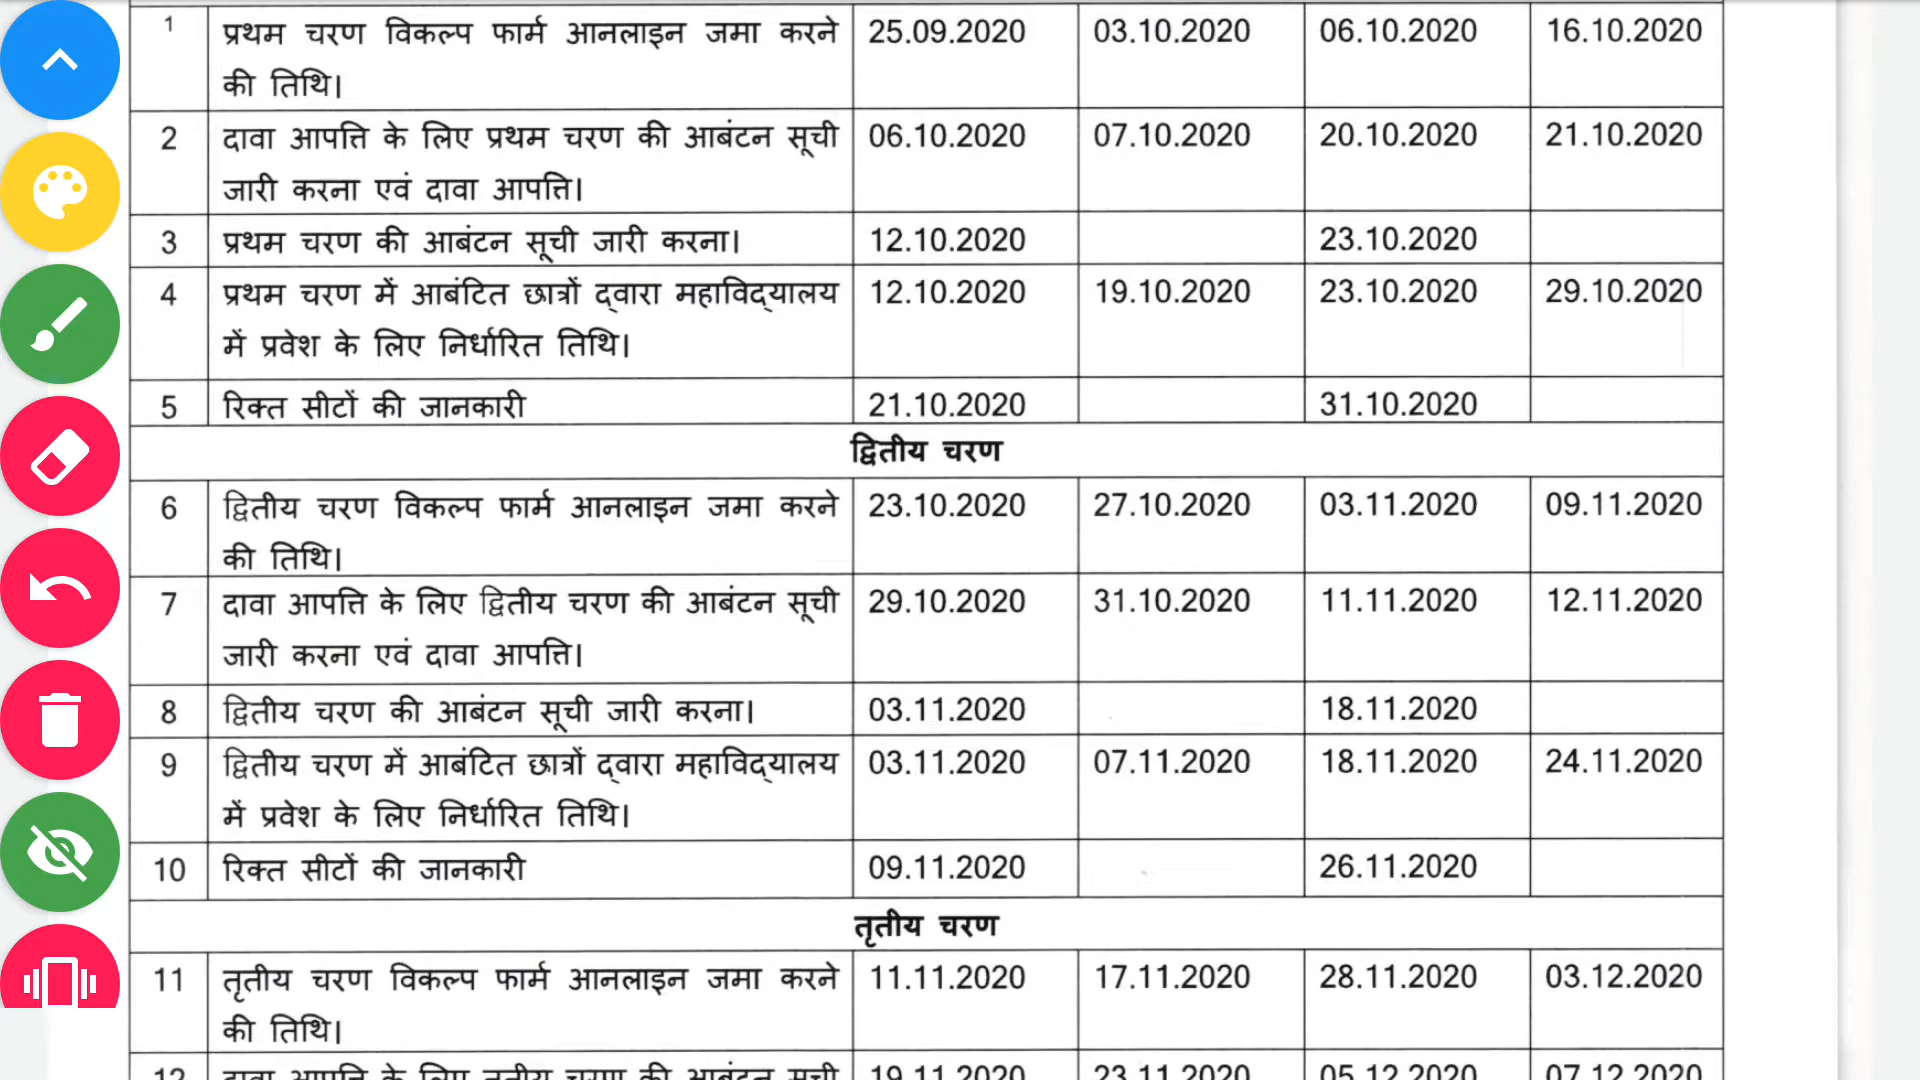 1 प्रथम चरण विकल्प फार्म आनलाइन जमा करने 25.09.2020 03.10.2020 06.10.2020 16.10.2020
की तिथि।
2 दावा आपत्ति के लिए प्रथम चरण की आबंटन सूची 06.10.2020 07.10.2020 20.10.2020 21.10.2020
जारी करना एवं दावा आपत्ति।
3 प्रथम चरण की आबंटन सूची जारी करना। 12.10.2020 23.10.2020
4 प्रथम चरण में आबंटित छात्रों द्वारा महाविद्यालय 12.10.2020 19.10.2020 23.10.2020 29.10.2020
में प्रवेश के लिए निर्धारित तिथि।
5 रिक्त सीटों की जानकारी 21.10.2020 31.10.2020
द्वितीय चरण
6 द्वितीय चरण विकल्प फार्म आनलाइन जमा करने 23.10.2020 27.10.2020 03.11.2020 09.11.2020
की तिथि।
7 दावा आपत्ति के लिए द्वितीय चरण की आबंटन सूची 29.10.2020 31.10.2020 11.11.2020 12.11.2020
जारी करना एवं दावा आपत्ति।
8 द्वितीय चरण की आबंटन सूची जारी करना। 03.11.2020 18.11.2020
9 द्वितीय चरण में आबंटित छात्रों द्वारा महाविद्यालय 03.11.2020 07.11.2020 18.11.2020 24.11.2020
में प्रवेश के लिए निर्धारित तिथि।
10 रिक्त सीटों की जानकारी 09.11.2020 26.11.2020
तृतीय चरण
11 तृतीय चरण विकल्प फार्म आनलाइन जमा करने 11.11.2020 17.11.2020 28.11.2020 03.12.2020
की तिथि।
12 दावा आपत्ति के लिए तृतीय चरण की आबंटन सूची 19.11.2020 23.11.2020 05.12.2020 07.12.2020